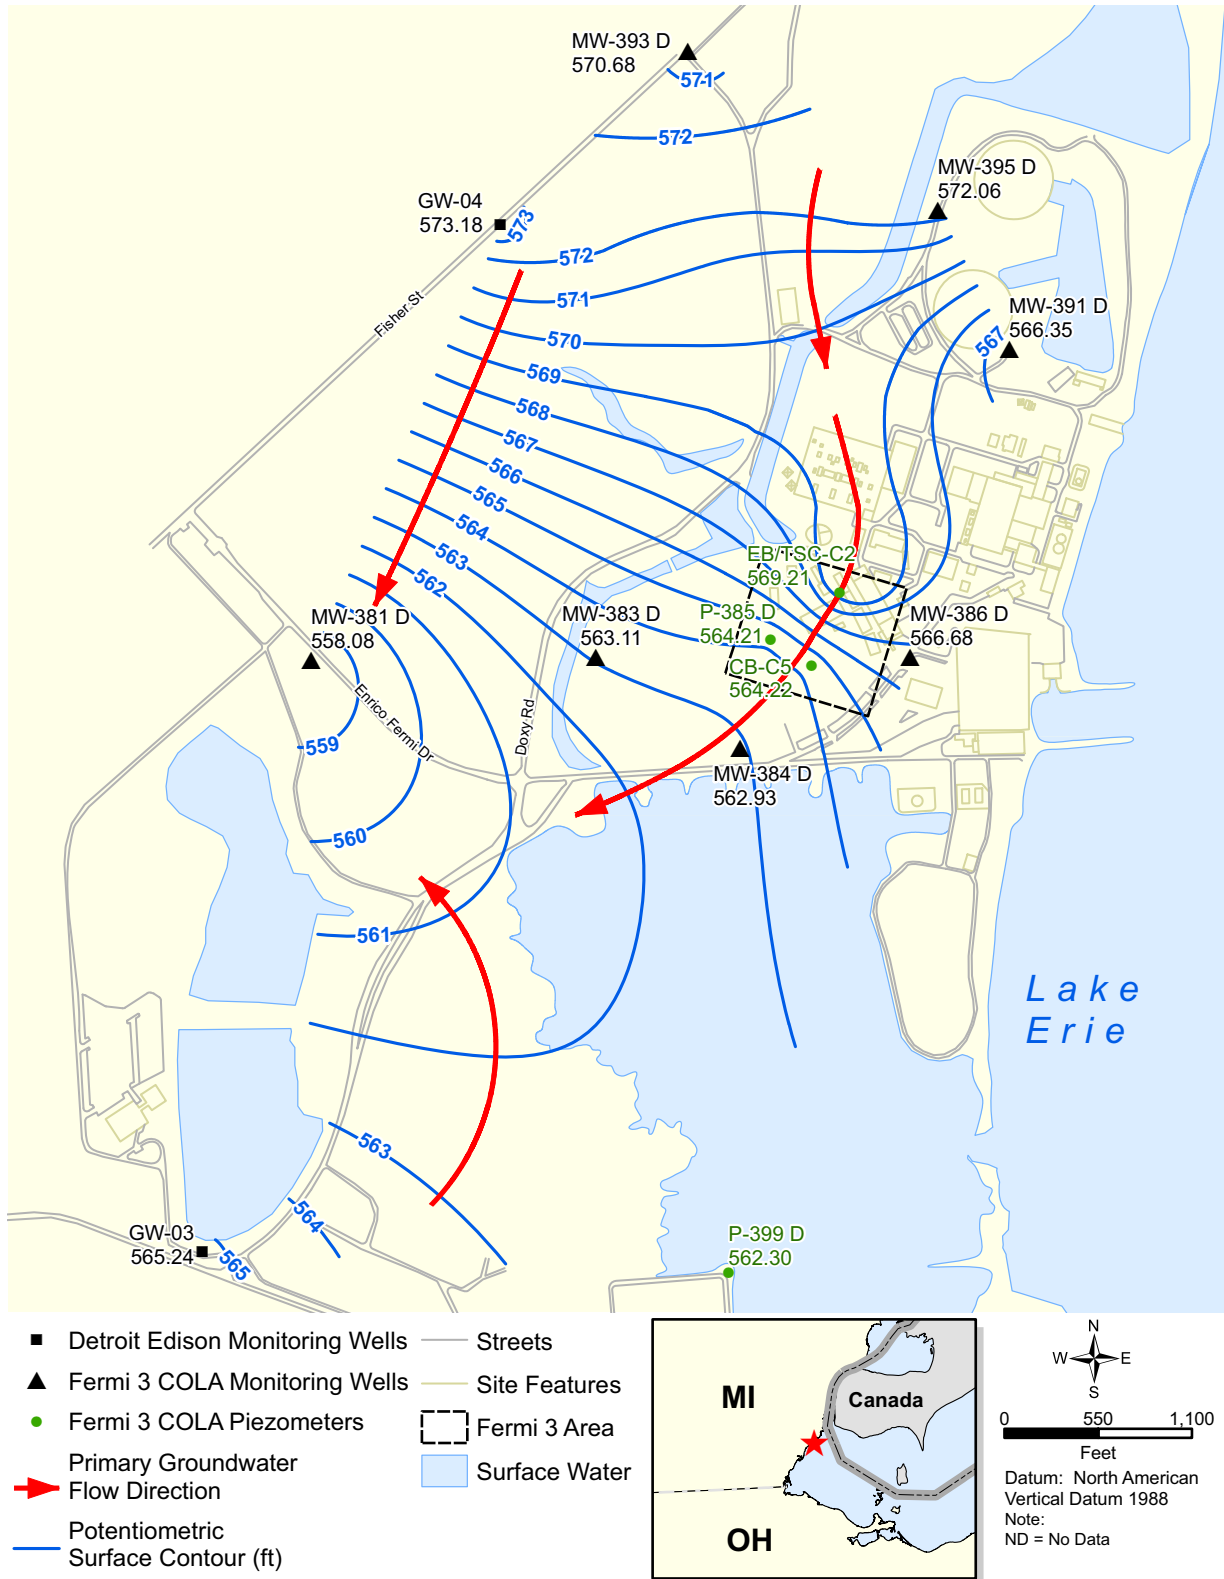 MW-393 D
570.68
571
572
MW-395 D
572.06
GW-04
573.18
573
572
571
Fisher St
MW-391 D
566.35
567
570
569
568
567
566
565
564
563
562
EB/TSC-C2
569.21
MW-381 D
558.08
MW-383 D
563.11
P-385 D
564.21
MW-386 D
566.68
CB-C5
564.22
Enrico Fermi Dr
Doxy Rd
559
MW-384 D
562.93
560
561
Lake
Erie
563
564
GW-03
565.24
565
P-399 D
562.30
Detroit Edison Monitoring Wells
Fermi 3 COLA Monitoring Wells
Fermi 3 COLA Piezometers
Primary Groundwater
Flow Direction
Potentiometric
Surface Contour (ft)
Streets
Site Features
Fermi 3 Area
Surface Water
MI
Canada
OH
N
W E
S
0 550 1,100
Feet
Datum: North American
Vertical Datum 1988
Note:
ND = No Data